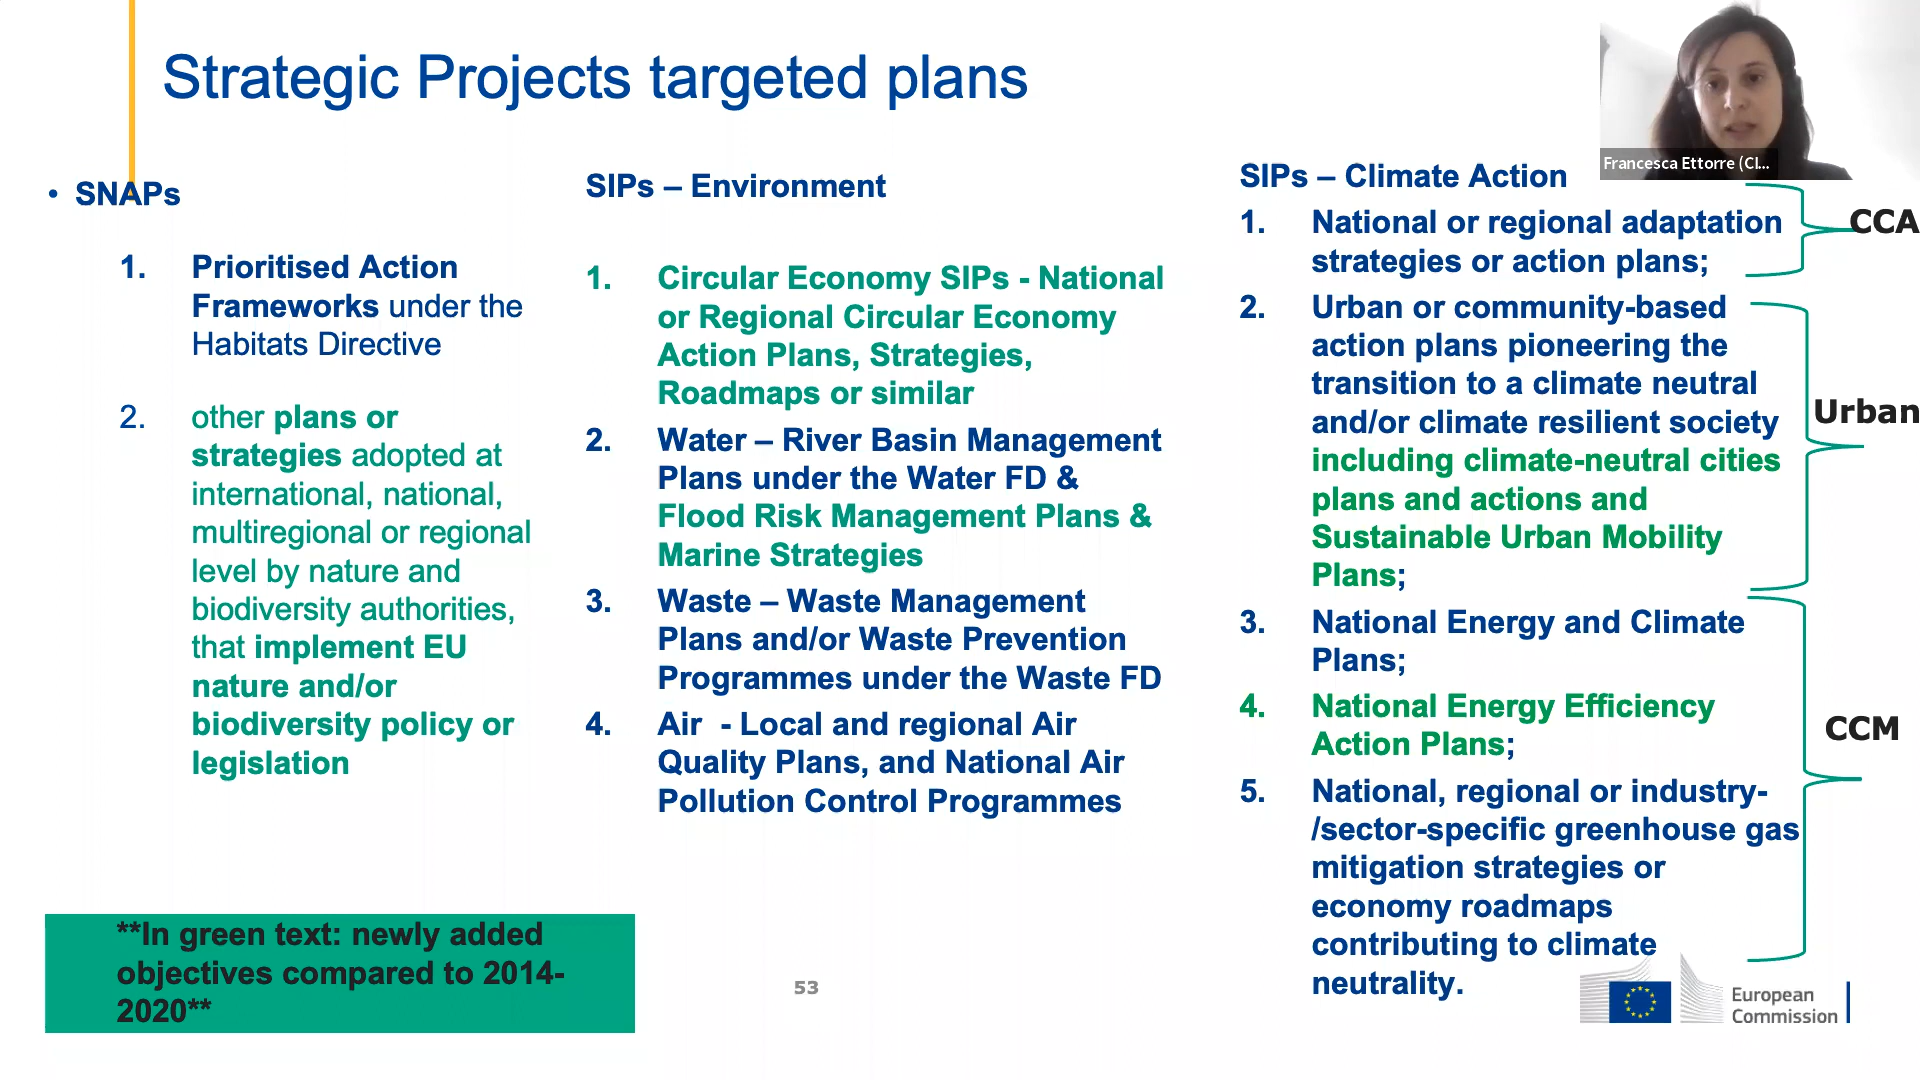 Strategic Projects targeted plans
Francesca Ettorre (Cl...
• SNAPs
1. Prioritised Action
Frameworks under the
Habitats Directive
2. other plans or
strategies adopted at
international, national,
multiregional or regional
level by nature and
biodiversity authorities,
that implement EU
nature and/or
biodiversity policy or
legislation
**In green text: newly added
objectives compared to 2014-
2020**
SIPs – Environment
1. Circular Economy SIPs - National
or Regional Circular Economy
Action Plans, Strategies,
Roadmaps or similar
2. Water – River Basin Management
Plans under the Water FD &
Flood Risk Management Plans &
Marine Strategies
3. Waste – Waste Management
Plans and/or Waste Prevention
Programmes under the Waste FD
4. Air - Local and regional Air
Quality Plans, and National Air
Pollution Control Programmes
SIPs – Climate Action
1. National or regional adaptation
strategies or action plans;
2. Urban or community-based
action plans pioneering the
transition to a climate neutral
and/or climate resilient society
including climate-neutral cities
plans and actions and
Sustainable Urban Mobility
Plans;
3. National Energy and Climate
Plans;
4. National Energy Efficiency
Action Plans;
5. National, regional or industry-
/sector-specific greenhouse gas
mitigation strategies or
economy roadmaps
contributing to climate
neutrality.
CCA
Urban
CCM
53
European
Commission